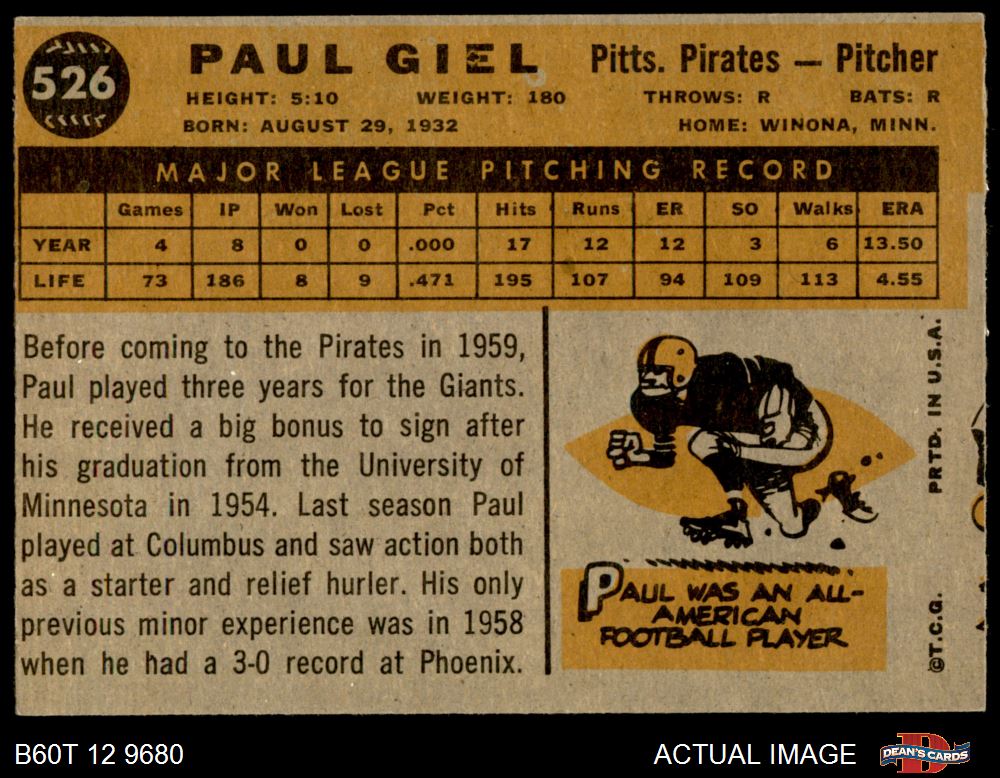 526
PAUL GIEL Pitts. Pirates — Pitcher
HEIGHT: 5:10 WEIGHT: 180 THROWS: R BATS: R
BORN: AUGUST 29, 1932 HOME: WINONA, MINN.
MAJOR LEAGUE PITCHING RECORD
Games IP Won Lost Pct Hits Runs ER SO Walks ERA
YEAR 4 8 0 0 .000 17 12 12 3 6 13.50
LIFE 73 186 8 9 .471 195 107 94 109 113 4.55
Before coming to the Pirates in 1959,
Paul played three years for the Giants.
He received a big bonus to sign after
his graduation from the University of
Minnesota in 1954. Last season Paul
played at Columbus and saw action both
as a starter and relief hurler. His only
previous minor experience was in 1958
when he had a 3-0 record at Phoenix.
PAUL WAS AN ALL-
AMERICAN
FOOTBALL PLAYER
©T.C.G. PRTD. IN U.S.A.
B60T 12 9680 ACTUAL IMAGE DEAN'S CARDS